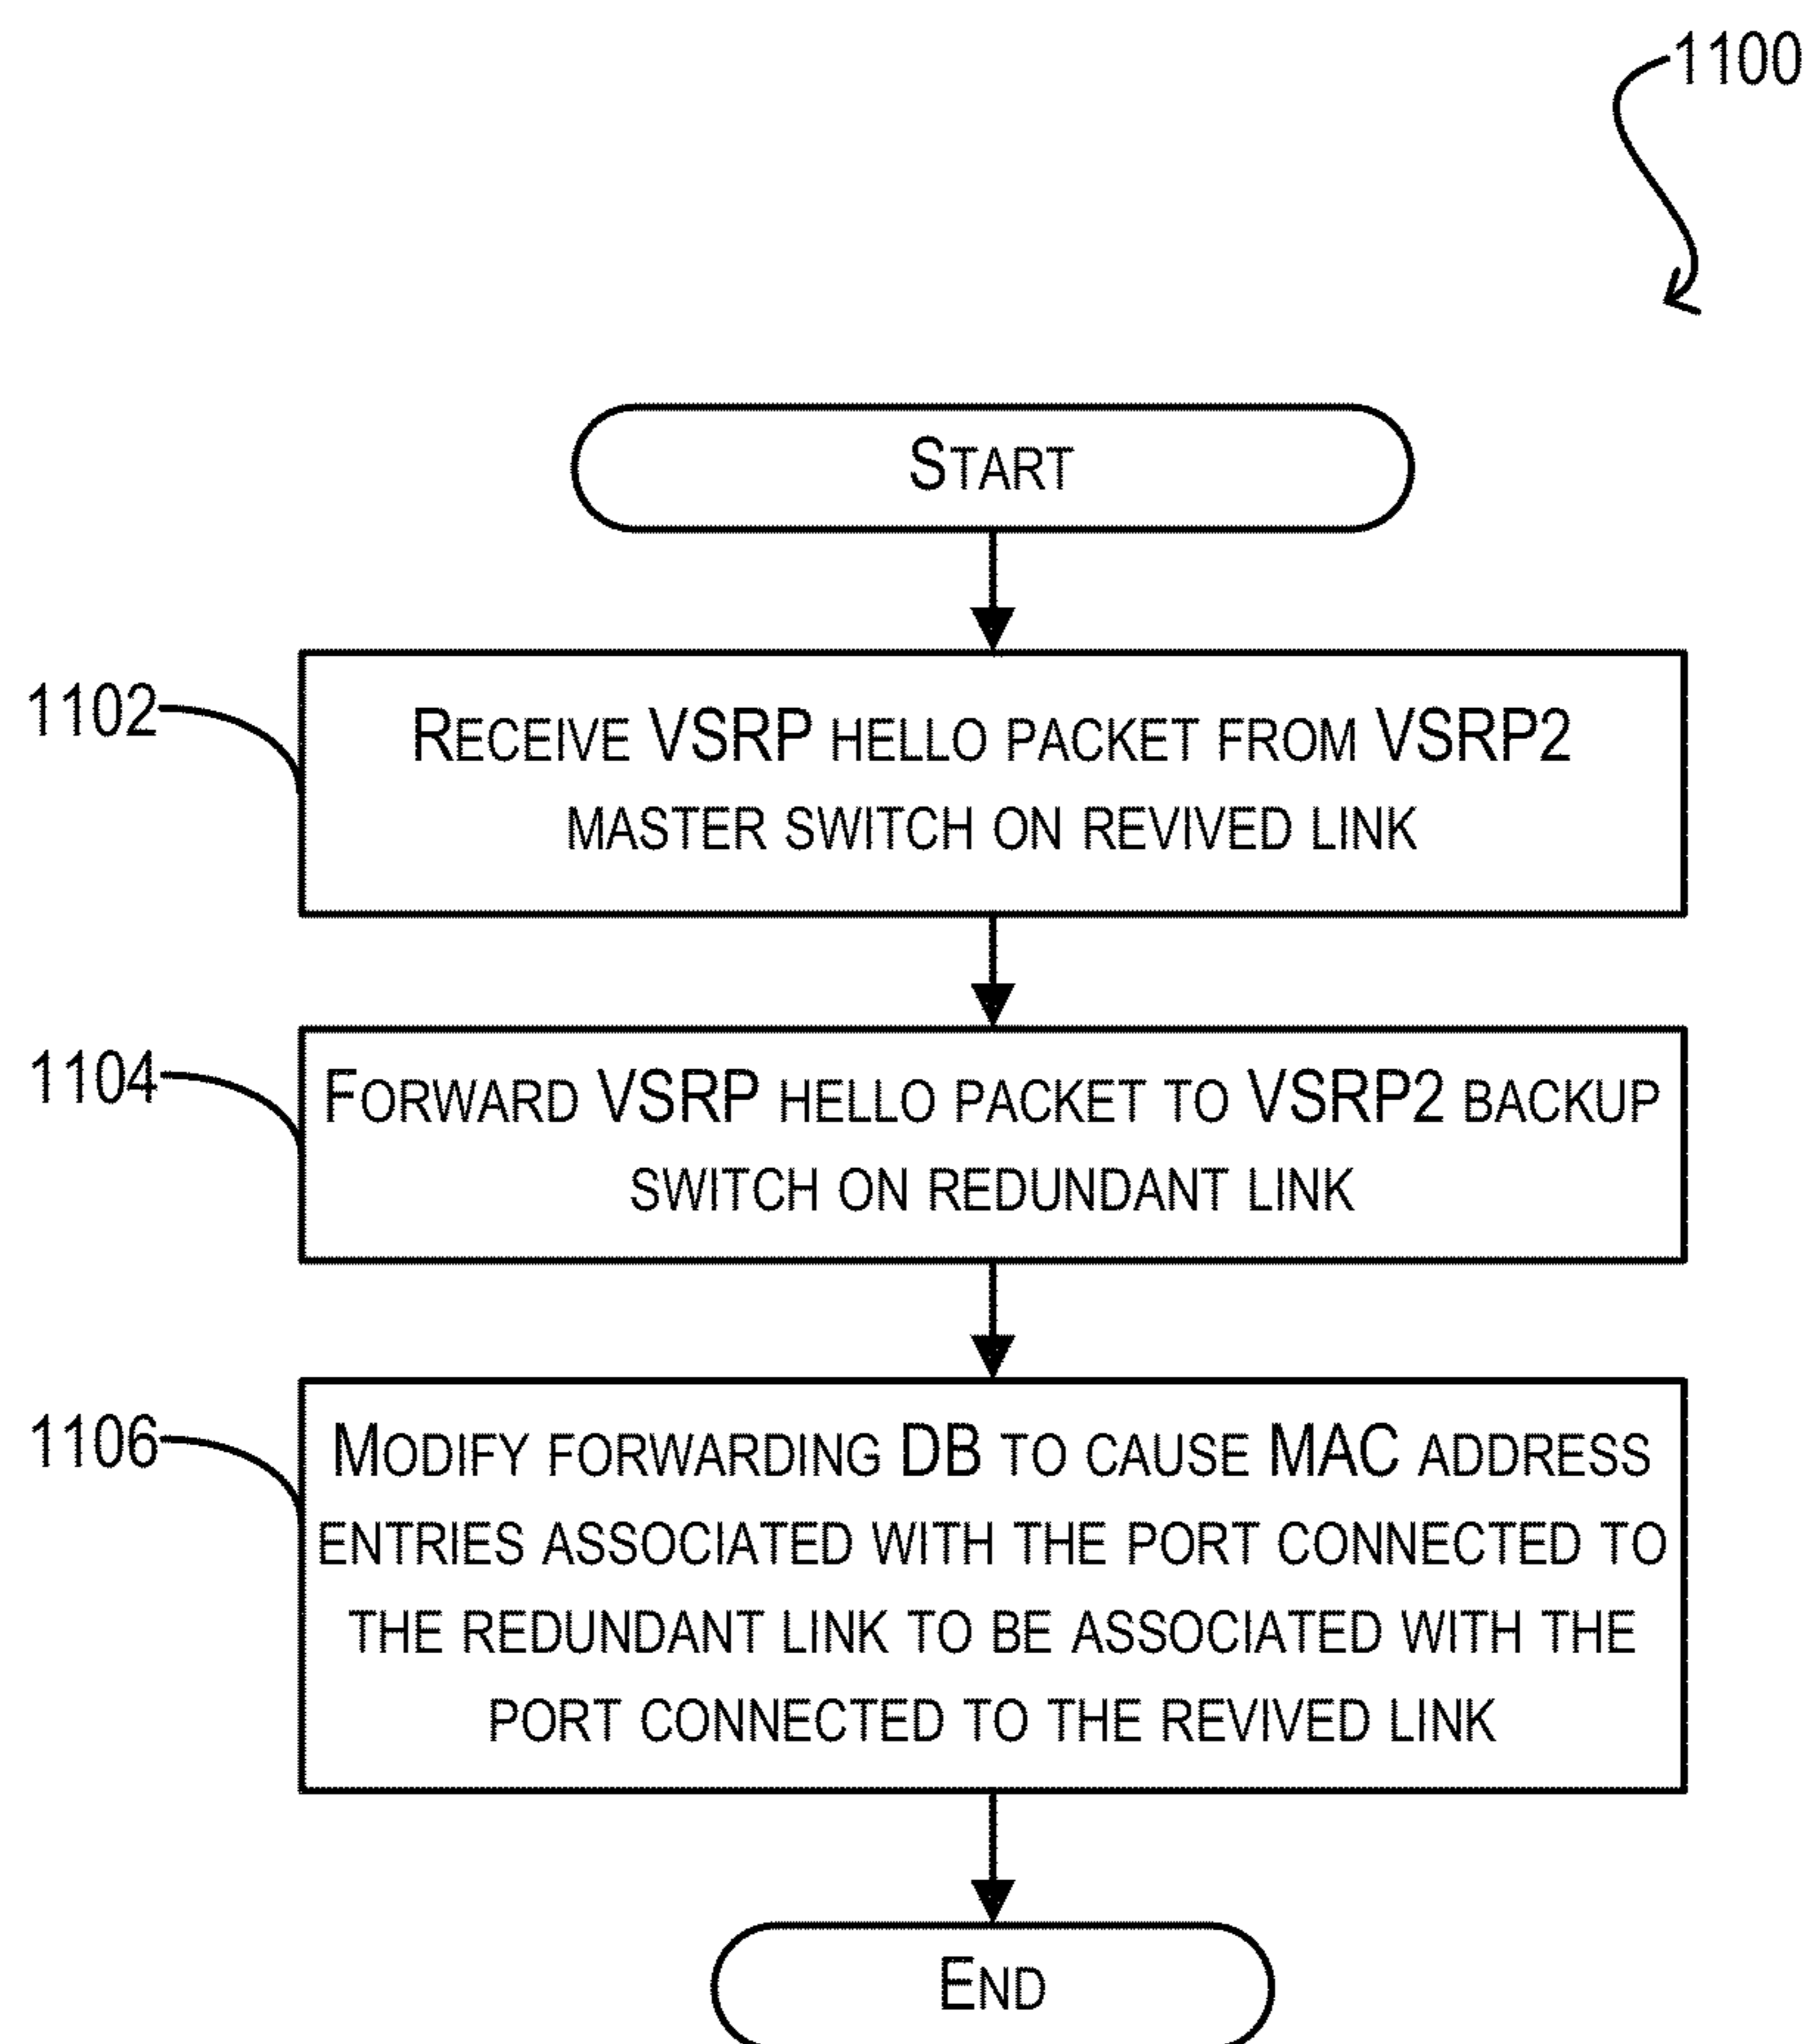 1100
START
1102
RECEIVE VSRP HELLO PACKET FROM VSRP2
MASTER SWITCH ON REVIVED LINK
1104
FORWARD VSRP HELLO PACKET TO VSRP2 BACKUP
SWITCH ON REDUNDANT LINK
1106
MODIFY FORWARDING DB TO CAUSE MAC ADDRESS
ENTRIES ASSOCIATED WITH THE PORT CONNECTED TO
THE REDUNDANT LINK TO BE ASSOCIATED WITH THE
PORT CONNECTED TO THE REVIVED LINK
END